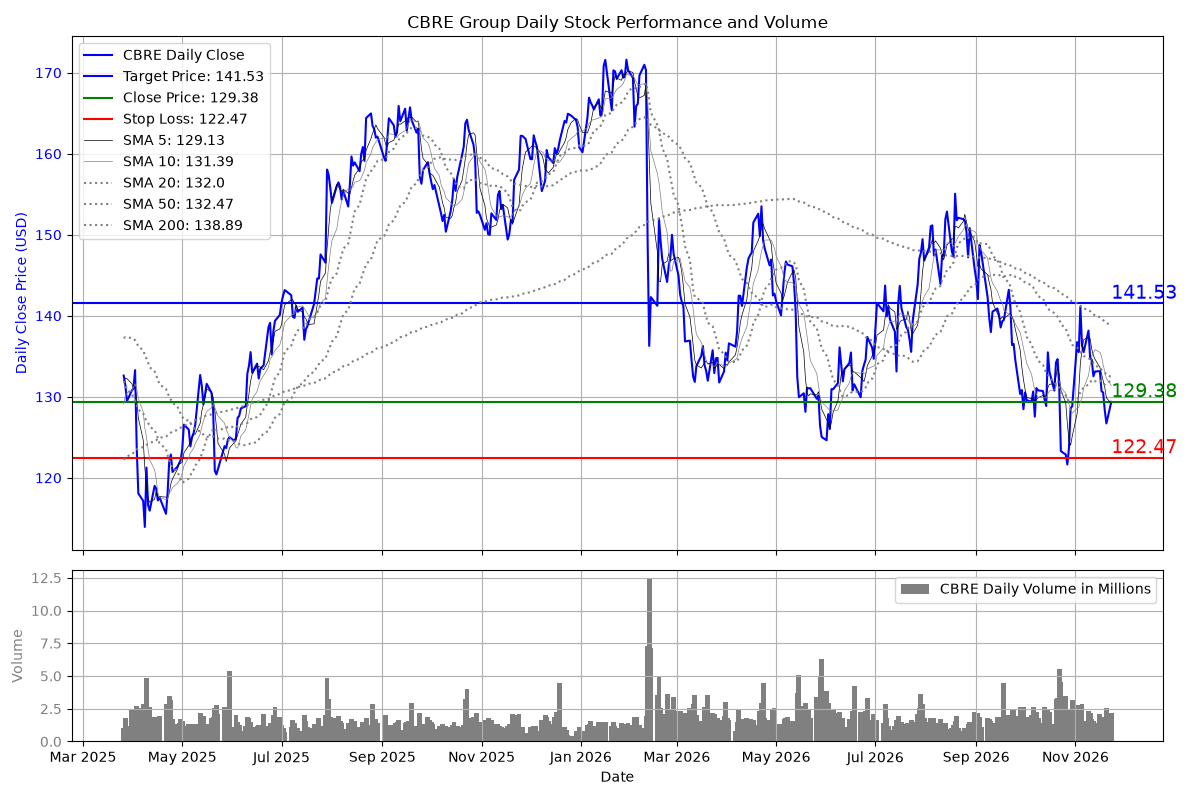 CBRE Group Daily Stock Performance and Volume
CBRE Daily Close
Target Price: 141.53
Close Price: 129.38
Stop Loss: 122.47
SMA 5: 129.13
SMA 10: 131.39
SMA 20: 132.0
SMA 50: 132.47
SMA 200: 138.89
Daily Close Price (USD)
170
160
150
140
130
120
141.53
129.38
122.47
CBRE Daily Volume in Millions
Volume
12.5
10.0
7.5
5.0
2.5
0.0
Mar 2025
May 2025
Jul 2025
Sep 2025
Nov 2025
Jan 2026
Mar 2026
May 2026
Jul 2026
Sep 2026
Nov 2026
Date